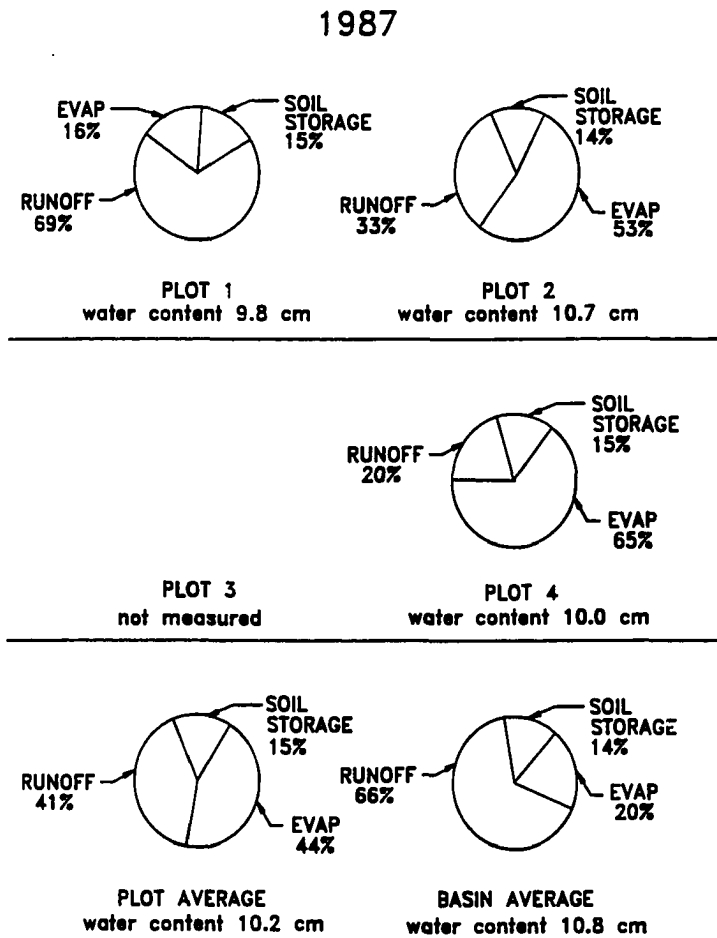 1987
EVAP
16%
SOIL
STORAGE
15%
RUNOFF
69%
PLOT 1
water content 9.8 cm
SOIL
STORAGE
14%
RUNOFF
33%
EVAP
53%
PLOT 2
water content 10.7 cm
PLOT 3
not measured
SOIL
STORAGE
15%
RUNOFF
20%
EVAP
65%
PLOT 4
water content 10.0 cm
SOIL
STORAGE
15%
RUNOFF
41%
EVAP
44%
PLOT AVERAGE
water content 10.2 cm
SOIL
STORAGE
14%
RUNOFF
66%
EVAP
20%
BASIN AVERAGE
water content 10.8 cm